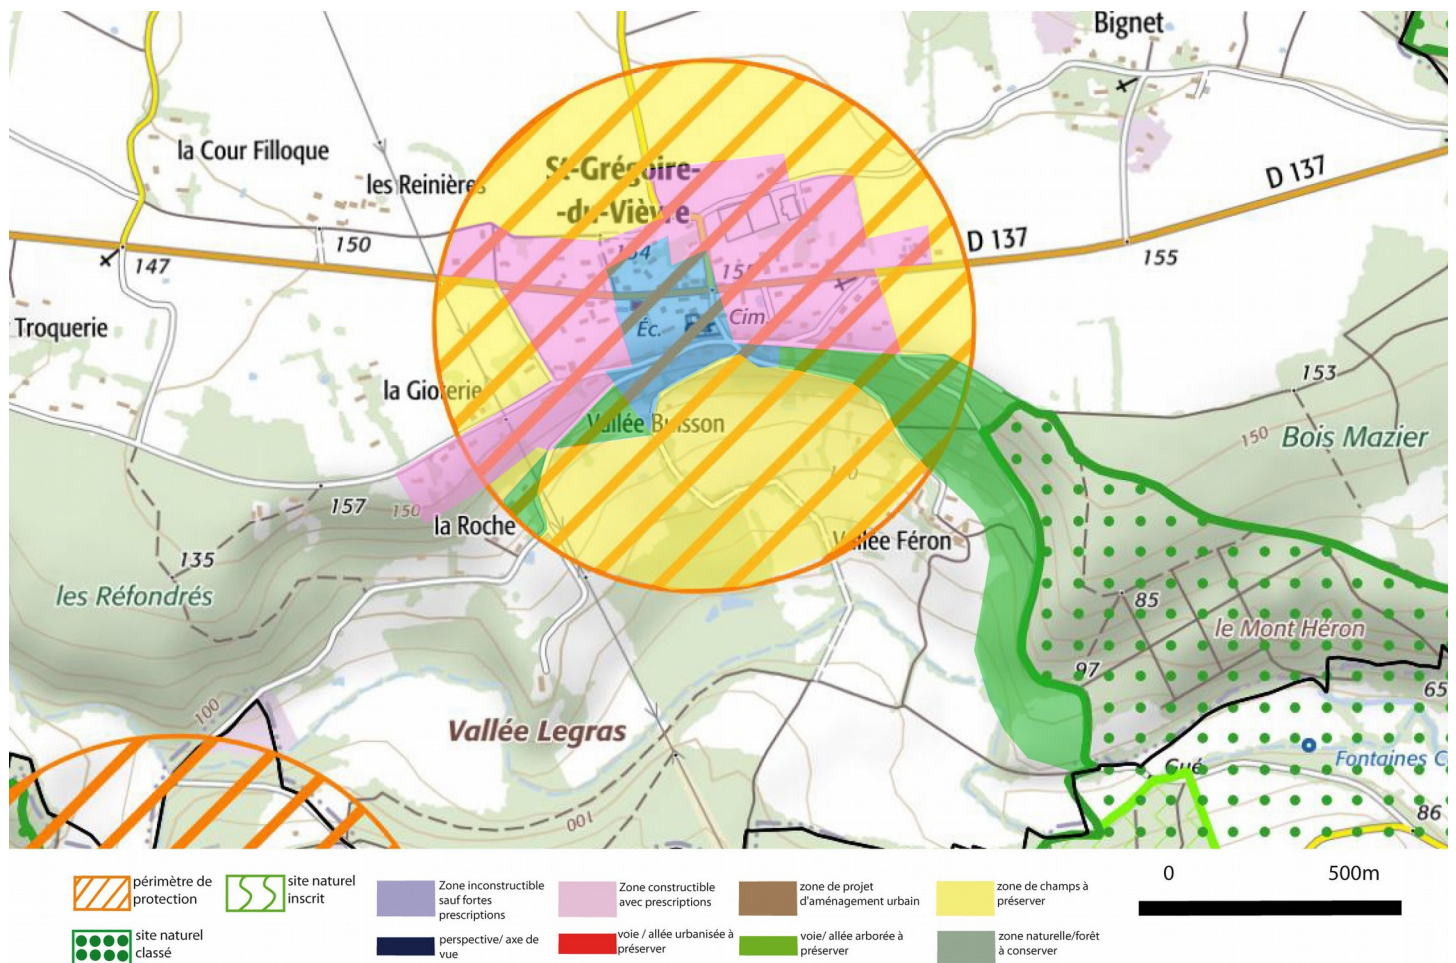 Bignet
la Cour Filloque
les Reinières
St-Grégoire-
-du-Vièvre
D 137
D 137
150
147
155
Troquerie
Éc.
Cim.
la Gioterie
153
150
Bois Mazier
Vallée Buisson
157
150
la Roche
Vallée Féron
135
les Réfondrés
85
le Mont Héron
97
65
100
Vallée Legras
Gué
Fontaines C
100
86
périmètre de
protection
site naturel
inscrit
site naturel
classé
Zone inconstructible
sauf fortes
prescriptions
perspective/ axe de
vue
Zone constructible
avec prescriptions
voie / allée urbanisée à
préserver
zone de projet
d'aménagement urbain
voie/ allée arborée à
préserver
zone de champs à
préserver
zone naturelle/forêt
à conserver
0 500m